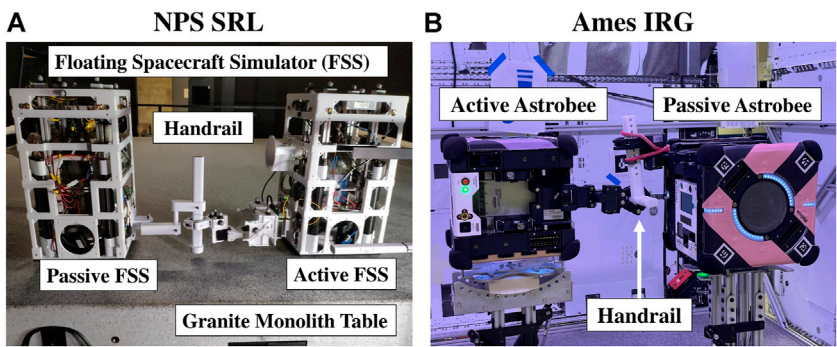 A
NPS SRL
Floating Spacecraft Simulator (FSS)
Handrail
Passive FSS
Active FSS
Granite Monolith Table
B
Ames IRG
Active Astrobee
Passive Astrobee
Handrail